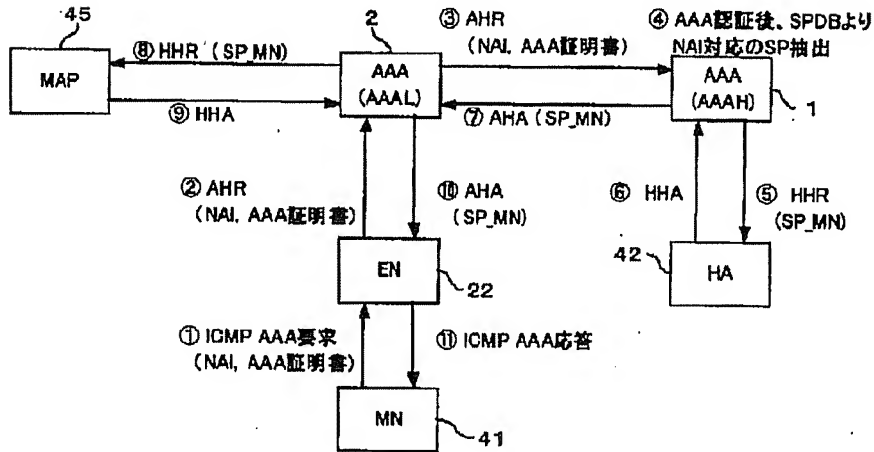 45
MAP
⑧ HHR (SP_MN)
⑨ HHA
2
AAA
(AAAL)
③ AHR
(NAI, AAA証明書)
⑦ AHA (SP_MN)
④ AAA認証後、SPDBより
NAI対応のSP抽出
AAA
(AAAH)
1
② AHR
(NAI, AAA証明書)
⑩ AHA
(SP_MN)
⑥ HHA
⑤ HHR
(SP_MN)
EN
22
42
HA
① ICMP AAA要求
(NAI, AAA証明書)
⑪ ICMP AAA応答
MN
41